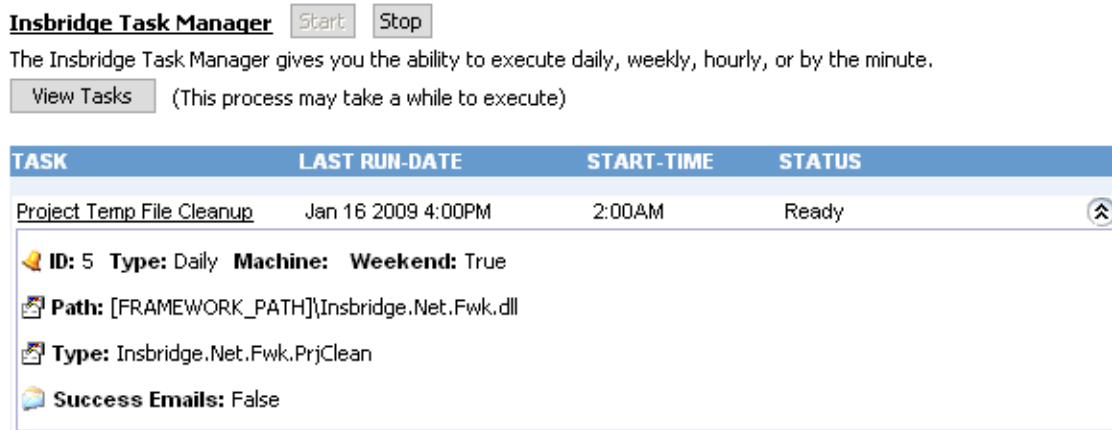 Insbridge Task Manager Start Stop
The Insbridge Task Manager gives you the ability to execute daily, weekly, hourly, or by the minute.
View Tasks (This process may take a while to execute)
TASK LAST RUN-DATE START-TIME STATUS
Project Temp File Cleanup Jan 16 2009 4:00PM 2:00AM Ready
ID: 5 Type: Daily Machine: Weekend: True
Path: [FRAMEWORK_PATH]\Insbridge.Net.Fwk.dll
Type: Insbridge.Net.Fwk.PrjClean
Success Emails: False